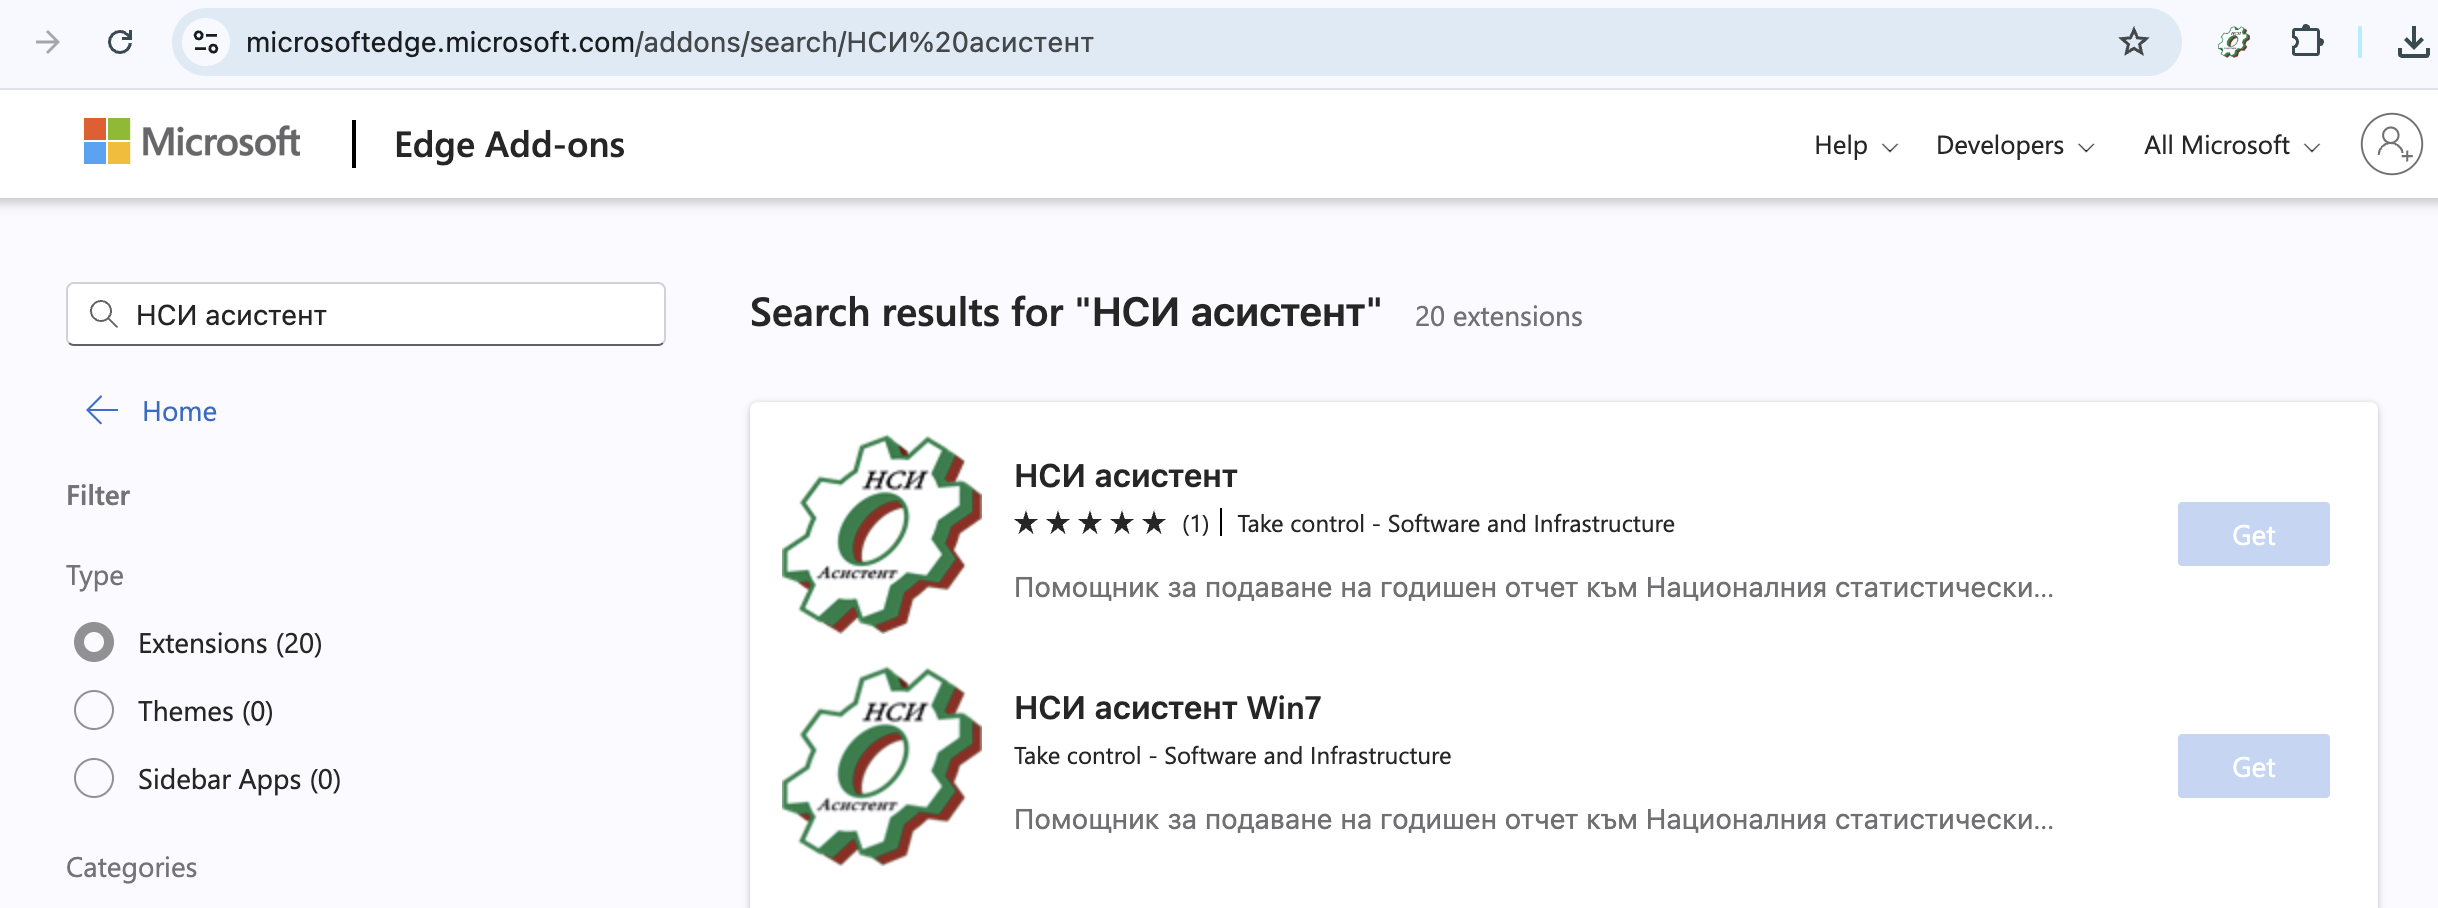 microsoftedge.microsoft.com/addons/search/НСИ%20асистент
Microsoft
Edge Add-ons
Help
Developers
All Microsoft
НСИ асистент
Home
Filter
Type
Extensions (20)
Themes (0)
Sidebar Apps (0)
Categories
Search results for "НСИ асистент" 20 extensions
НСИ
Асистент
НСИ асистент
(1) Take control - Software and Infrastructure
Помощник за подаване на годишен отчет към Националния статистически...
Get
НСИ
Асистент
НСИ асистент Win7
Take control - Software and Infrastructure
Помощник за подаване на годишен отчет към Националния статистически...
Get